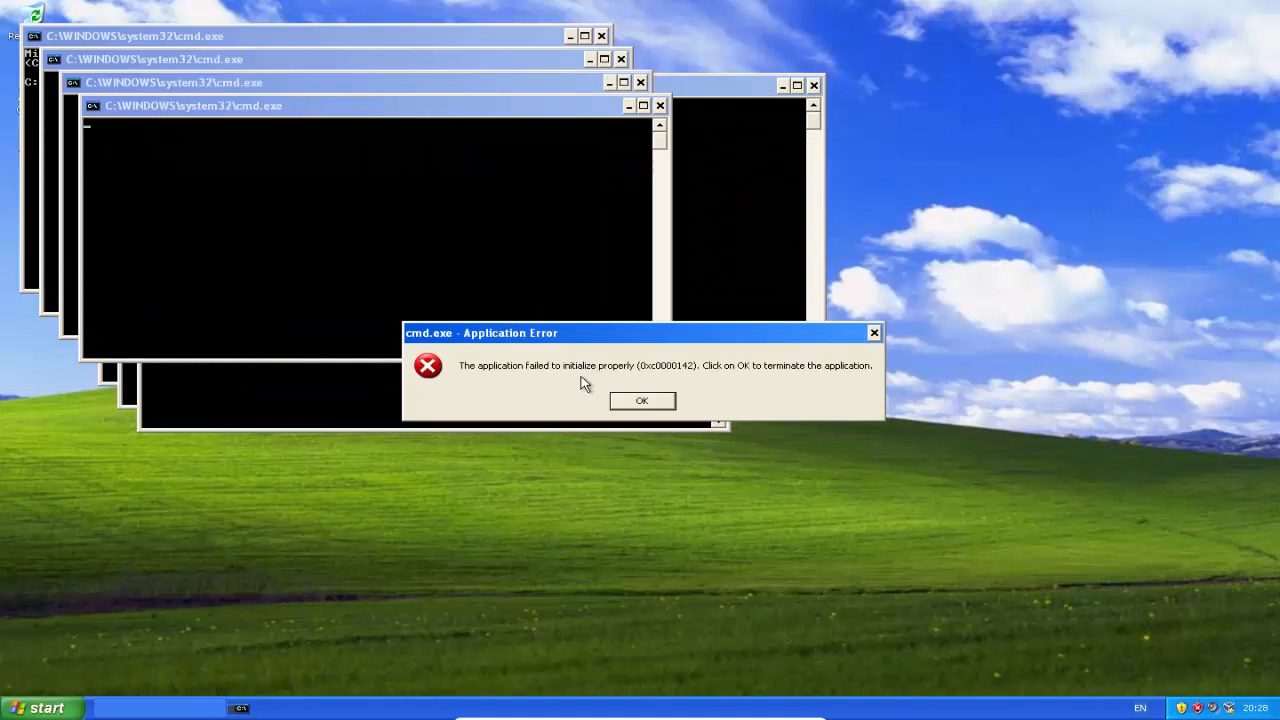 C:\WINDOWS\system32\cmd.exe
C:\WINDOWS\system32\cmd.exe
C:\WINDOWS\system32\cmd.exe
C:\WINDOWS\system32\cmd.exe
Re
Mi
<C
C:
cmd.exe - Application Error
The application failed to initialize properly (0xc0000142). Click on OK to terminate the application.
OK
start
EN
20:28